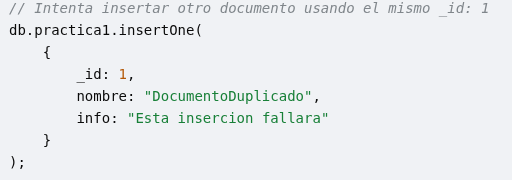 // Intenta insertar otro documento usando el mismo _id: 1
db.practica1.insertOne(
    {
        _id: 1,
        nombre: "DocumentoDuplicado",
        info: "Esta insercion fallara"
    }
);